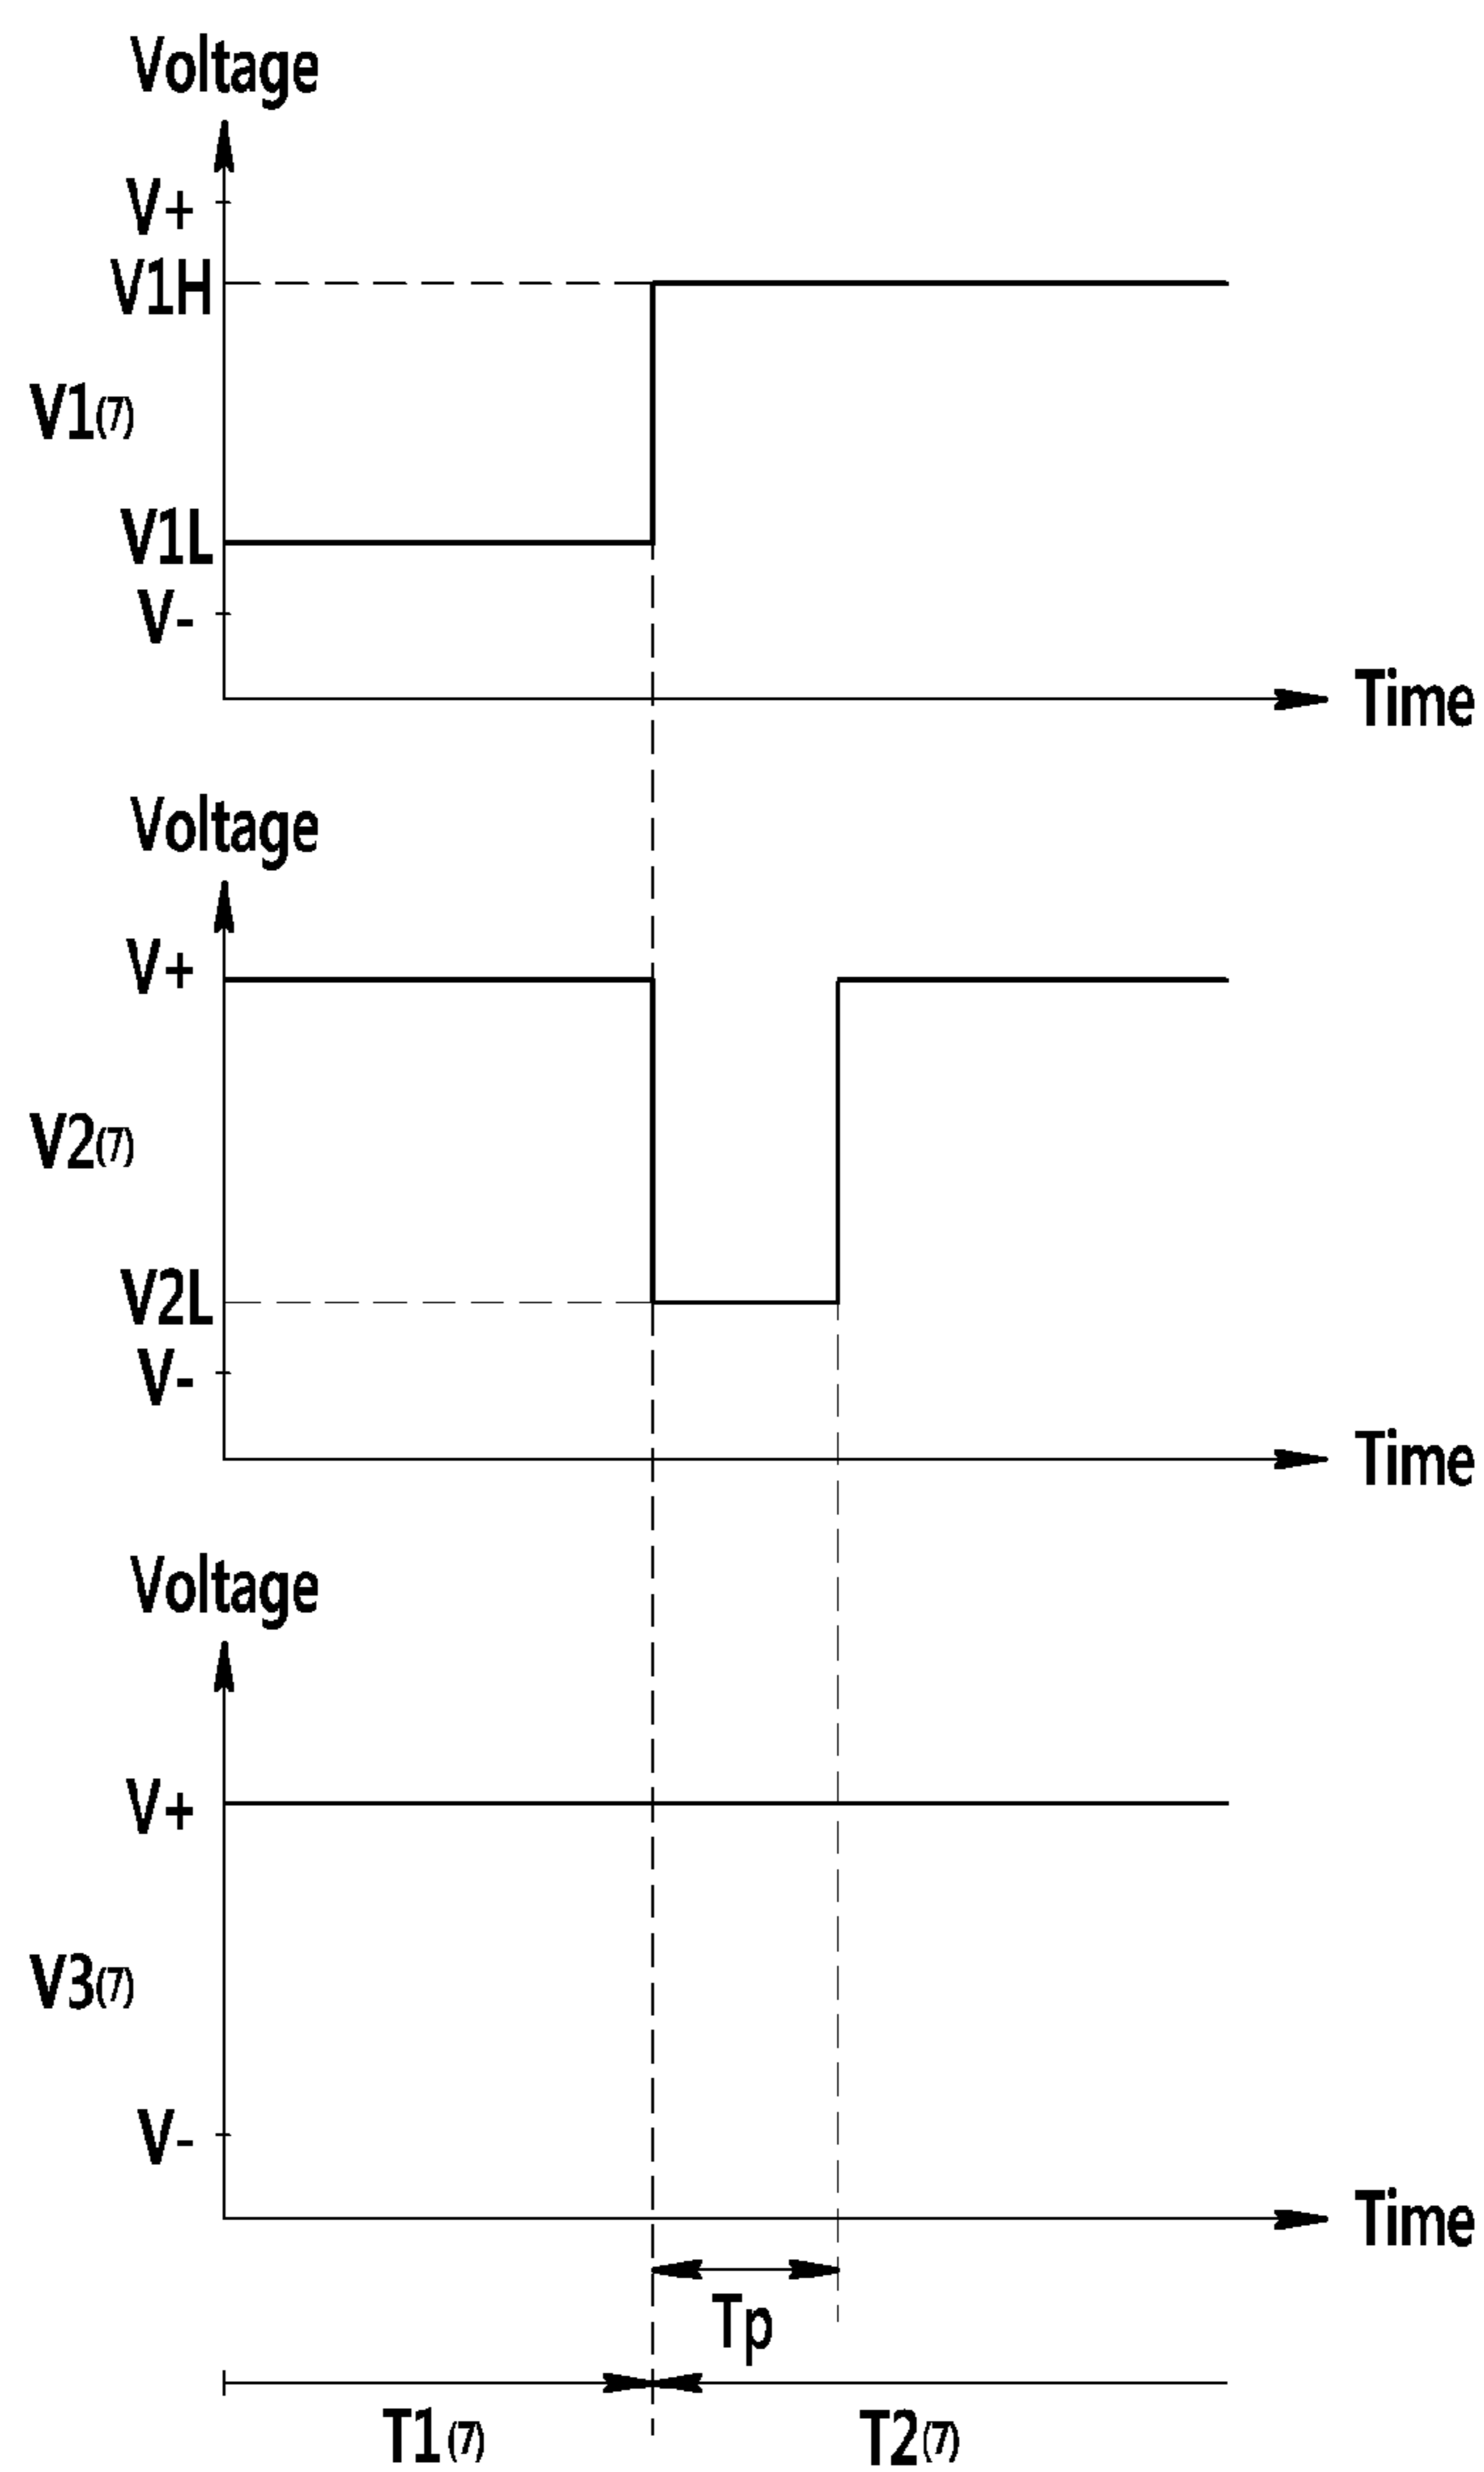 Voltage
V+
V1H
V1(7)
V1L
V-
Time
Voltage
V+
V2(7)
V2L
V-
Time
Voltage
V+
V3(7)
V-
Time
Tp
T1(7) T2(7)